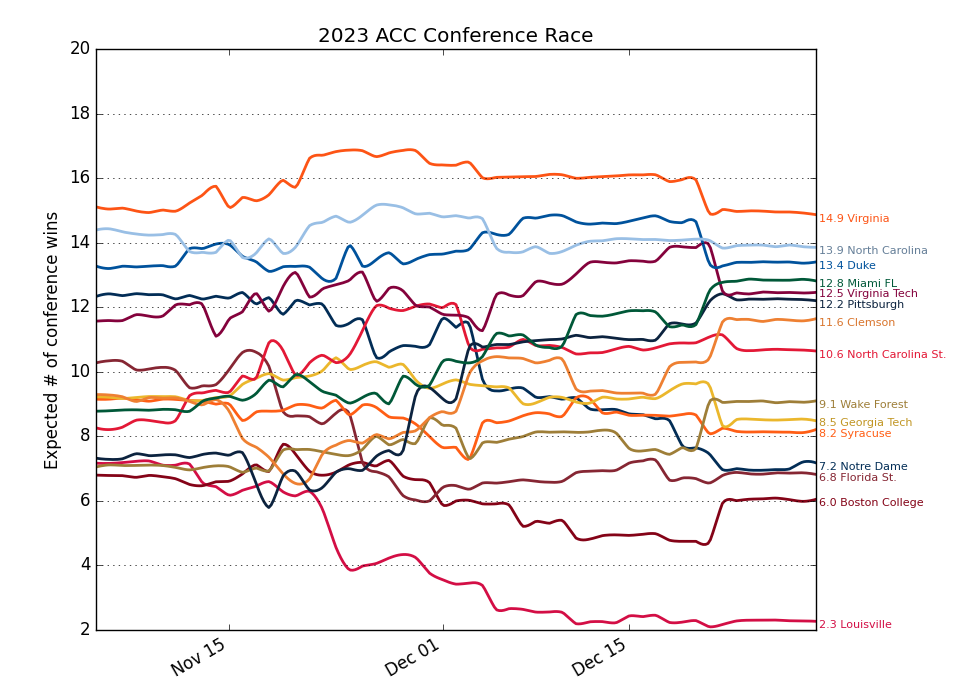 2023 ACC Conference Race
Expected # of conference wins
20
18
16
14
12
10
8
6
4
2
Nov 15
Dec 01
Dec 15
14.9 Virginia
13.9 North Carolina
13.4 Duke
12.8 Miami FL
12.5 Virginia Tech
12.2 Pittsburgh
11.6 Clemson
10.6 North Carolina St.
9.1 Wake Forest
8.5 Georgia Tech
8.2 Syracuse
7.2 Notre Dame
6.8 Florida St.
6.0 Boston College
2.3 Louisville